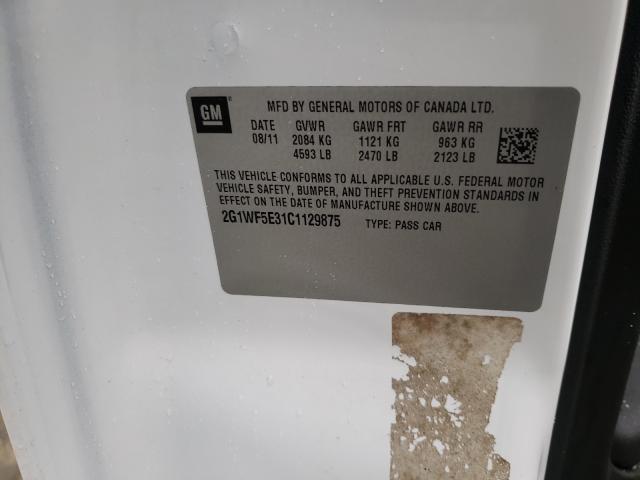 GM
MFD BY GENERAL MOTORS OF CANADA LTD.
DATE GVWR GAWR FRT GAWR RR
08/11 2084 KG 1121 KG 963 KG
4593 LB 2470 LB 2123 LB
THIS VEHICLE CONFORMS TO ALL APPLICABLE U.S. FEDERAL MOTOR
VEHICLE SAFETY, BUMPER, AND THEFT PREVENTION STANDARDS IN
EFFECT ON THE DATE OF MANUFACTURE SHOWN ABOVE.
2G1WF5E31C1129875 TYPE: PASS CAR